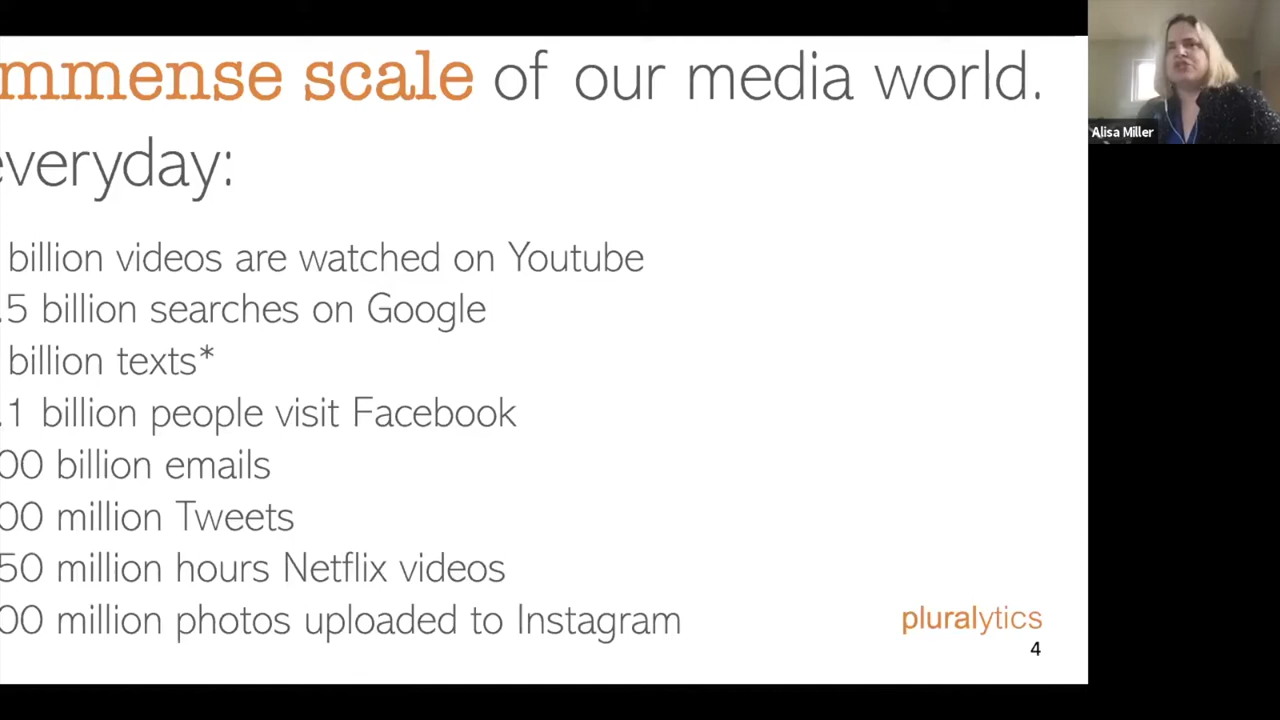 mmense scale of our media world.
everyday:
billion videos are watched on Youtube
.5 billion searches on Google
billion texts*
.1 billion people visit Facebook
00 billion emails
00 million Tweets
50 million hours Netflix videos
00 million photos uploaded to Instagram
pluralytics
4
Alisa Miller